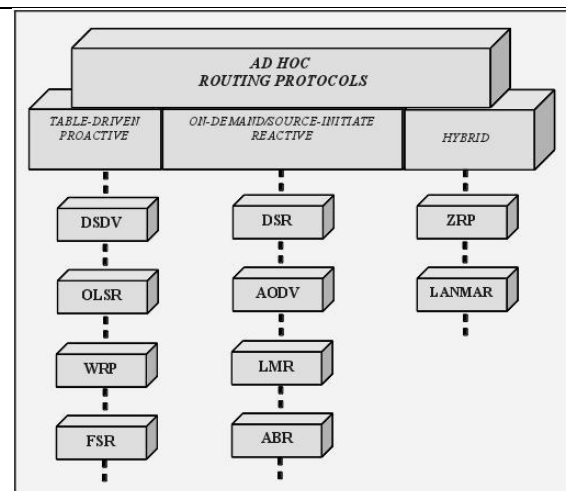 AD HOC
ROUTING PROTOCOLS
TABLE-DRIVEN
PROACTIVE
ON-DEMAND/SOURCE-INITIATE
REACTIVE
HYBRID
DSDV
DSR
ZRP
OLSR
AODV
LANMAR
WRP
LMR
FSR
ABR